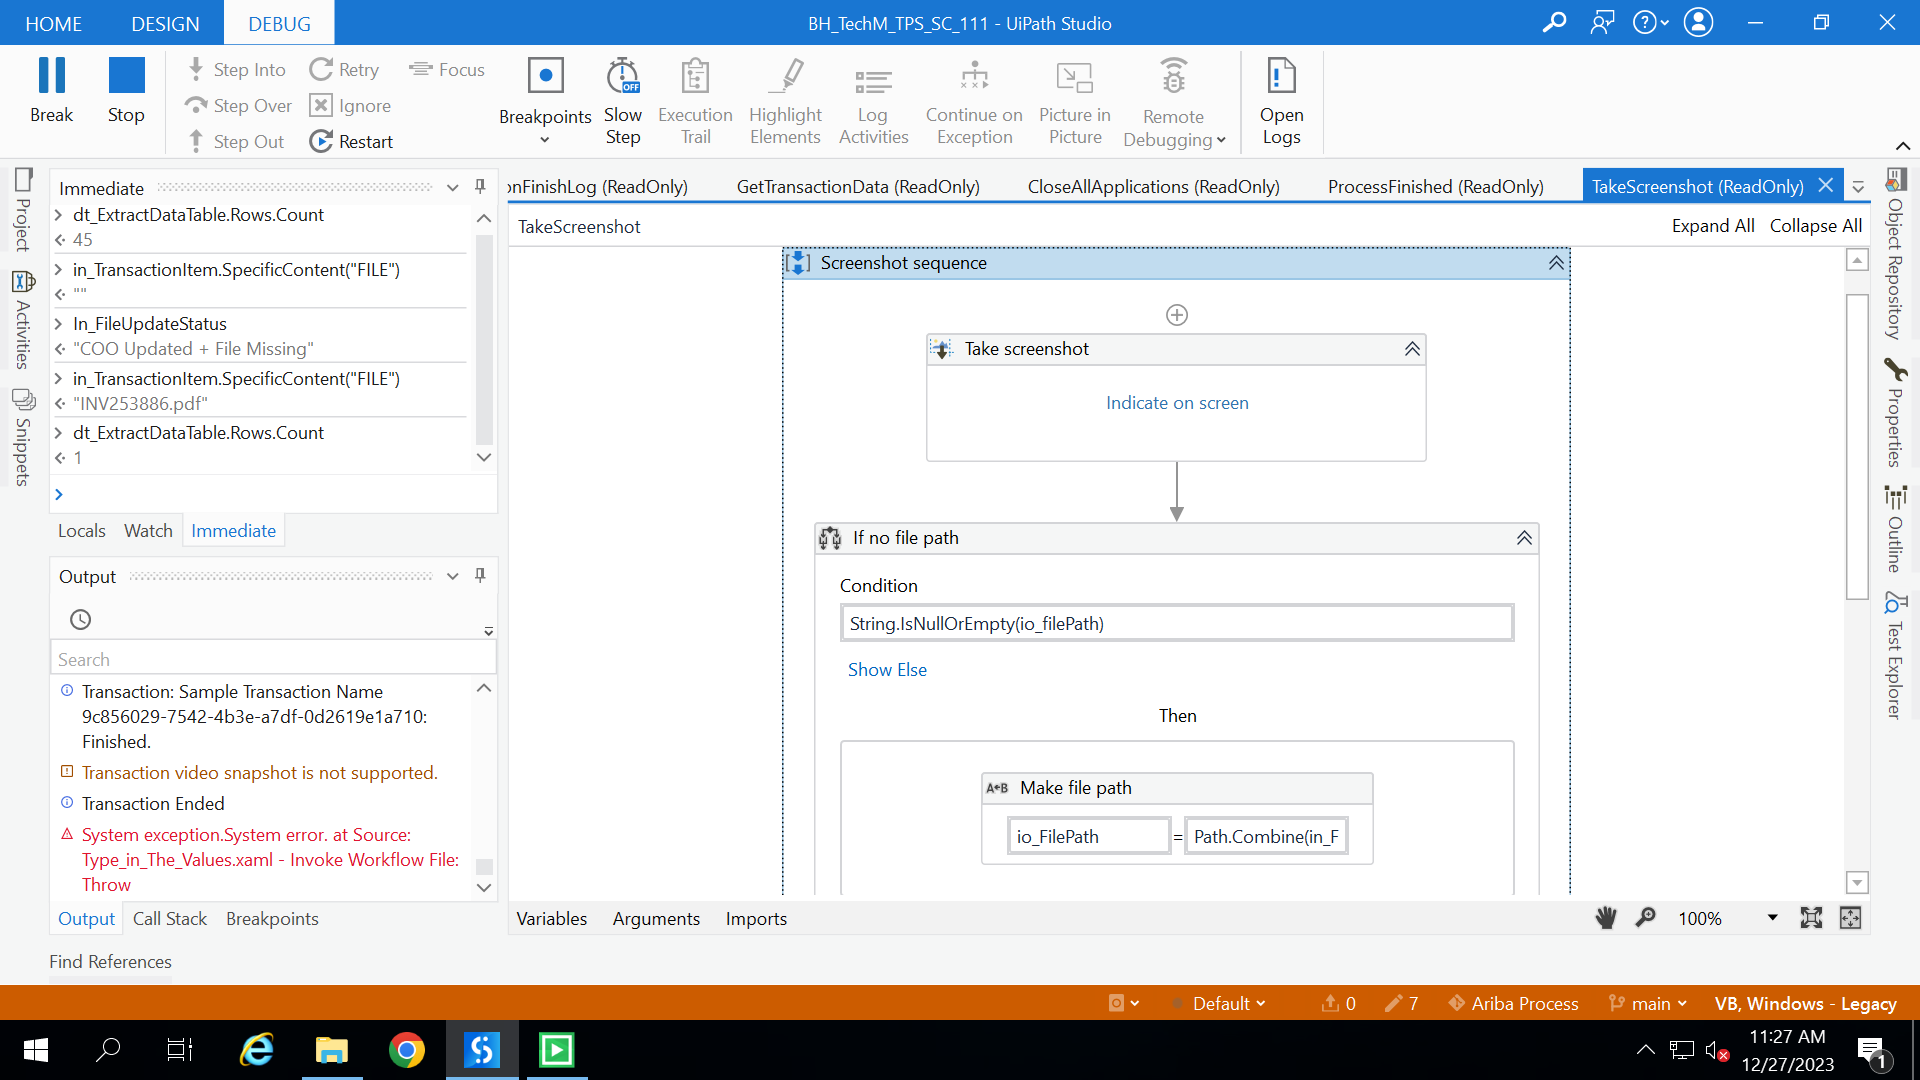 HOME DESIGN DEBUG BH_TechM_TPS_SC_111 - UiPath Studio
Break Stop Step Into Retry Focus
Step Over Ignore
Step Out Restart
Breakpoints
Slow
Step
Execution
Trail
Highlight
Elements
Log
Activities
Continue on
Exception
Picture in
Picture
Remote
Debugging
Open
Logs
OFF
Project
Activities
Snippets
Immediate
dt_ExtractDataTable.Rows.Count
45
in_TransactionItem.SpecificContent("FILE")
""
In_FileUpdateStatus
"COO Updated + File Missing"
in_TransactionItem.SpecificContent("FILE")
"INV253886.pdf"
dt_ExtractDataTable.Rows.Count
1
Locals Watch Immediate
Output
Search
Transaction: Sample Transaction Name
9c856029-7542-4b3e-a7df-0d2619e1a710:
Finished.
Transaction video snapshot is not supported.
Transaction Ended
System exception.System error. at Source:
Type_in_The_Values.xaml - Invoke Workflow File:
Throw
Output Call Stack Breakpoints
Find References
onFinishLog (ReadOnly) GetTransactionData (ReadOnly) CloseAllApplications (ReadOnly) ProcessFinished (ReadOnly) TakeScreenshot (ReadOnly)
TakeScreenshot Expand All Collapse All
Screenshot sequence
Take screenshot
Indicate on screen
If no file path
Condition
String.IsNullOrEmpty(io_filePath)
Show Else
Then
A+B Make file path
io_FilePath = Path.Combine(in_F
Variables Arguments Imports 100%
Object Repository
Properties
Outline
Test Explorer
Default 0 7 Ariba Process main VB, Windows - Legacy
11:27 AM
12/27/2023
1